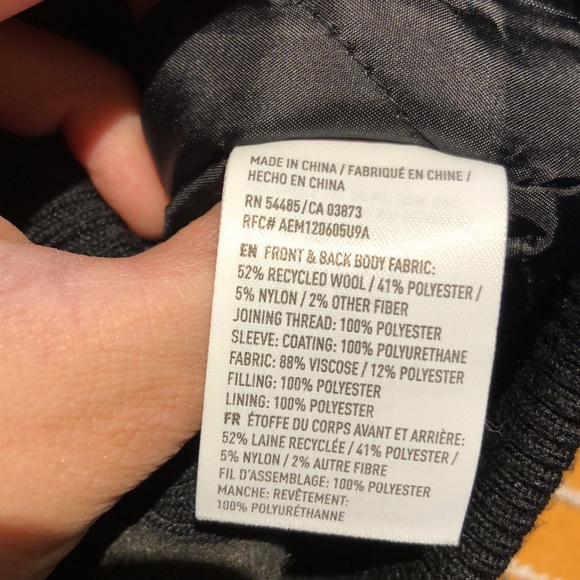 MADE IN CHINA / FABRIQUÉ EN CHINE /
HECHO EN CHINA
RN 54485/CA 03873
RFC# AEM120605U9A
EN FRONT & BACK BODY FABRIC:
52% RECYCLED WOOL / 41% POLYESTER /
5% NYLON / 2% OTHER FIBER
JOINING THREAD: 100% POLYESTER
SLEEVE: COATING: 100% POLYURETHANE
FABRIC: 88% VISCOSE / 12% POLYESTER
FILLING: 100% POLYESTER
LINING: 100% POLYESTER
FR ÉTOFFE DU CORPS AVANT ET ARRIÈRE:
52% LAINE RECYCLÉE / 41% POLYESTER /
5% NYLON / 2% AUTRE FIBRE
FIL D'ASSEMBLAGE: 100% POLYESTER
MANCHE: REVÊTEMENT:
100% POLYURÉTHANNE